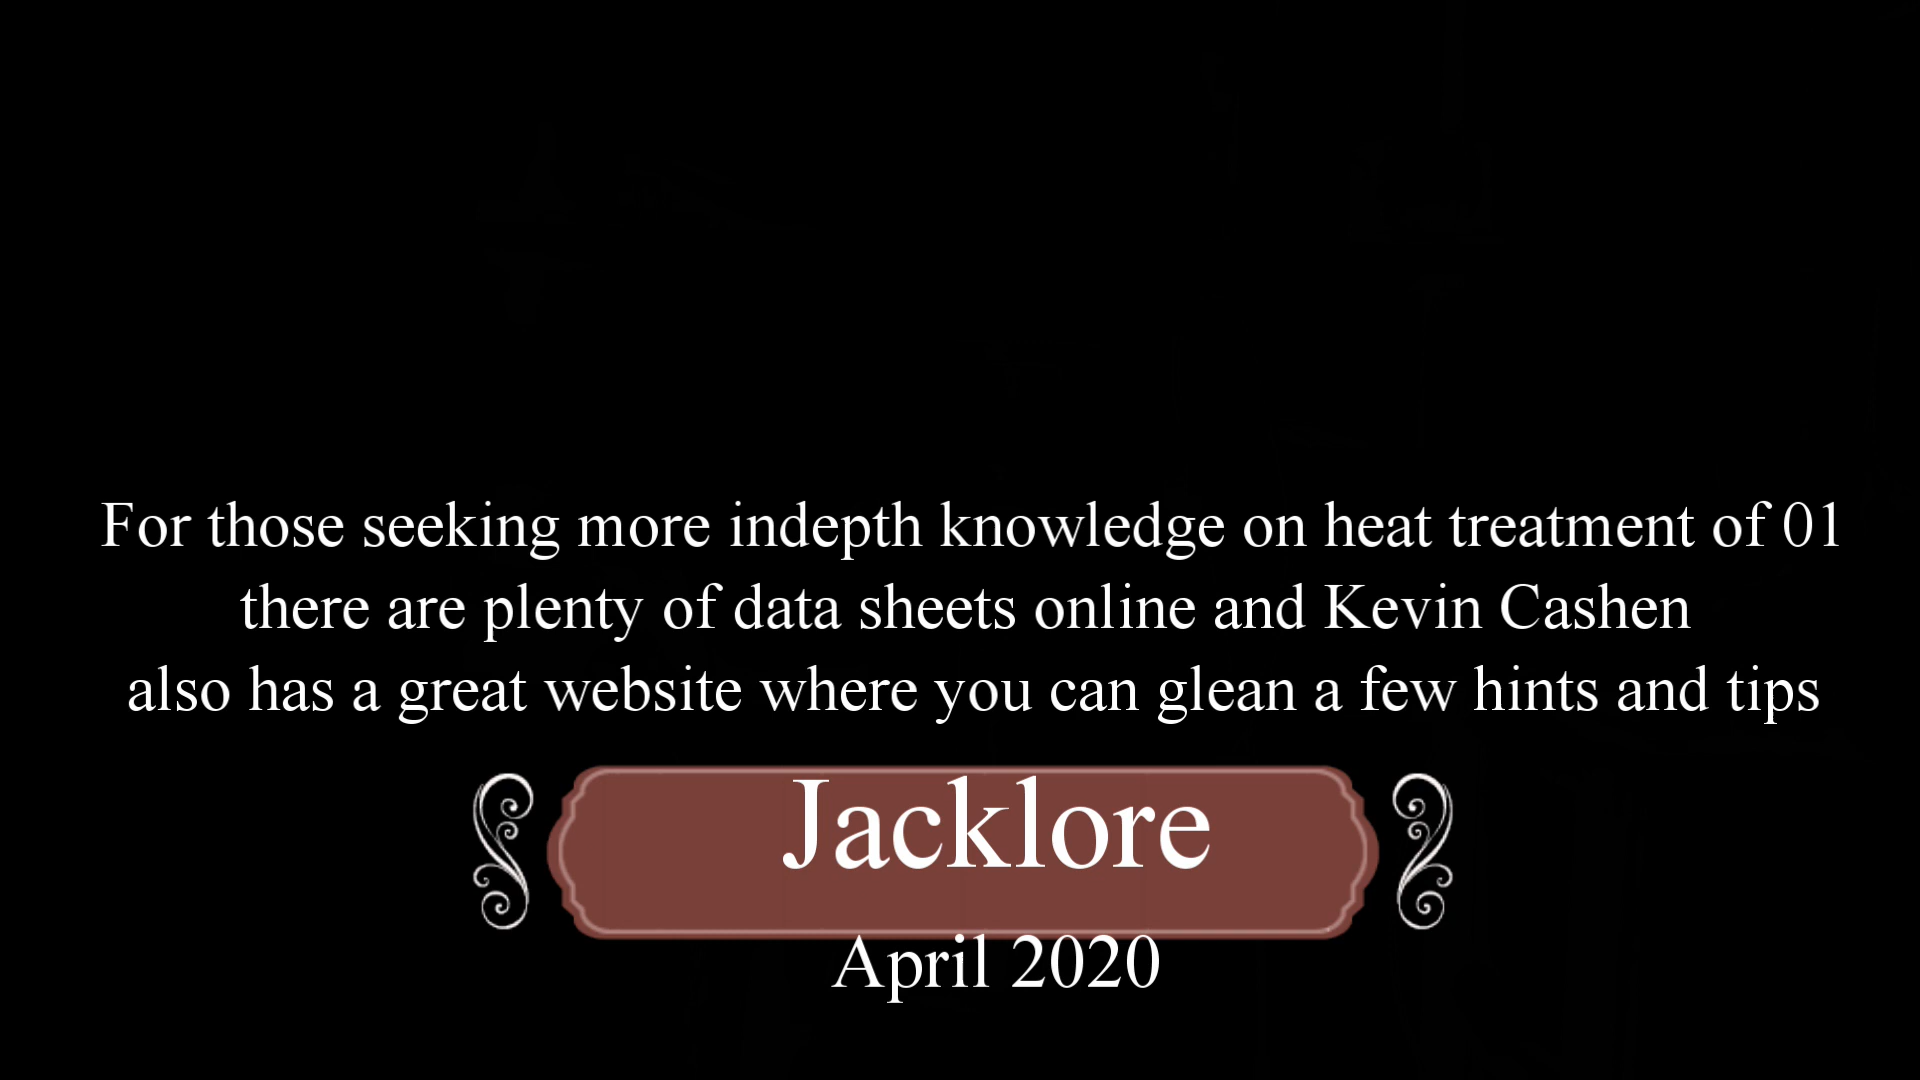 For those seeking more indepth knowledge on heat treatment of 01
there are plenty of data sheets online and Kevin Cashen
also has a great website where you can glean a few hints and tips
Jacklore
April 2020